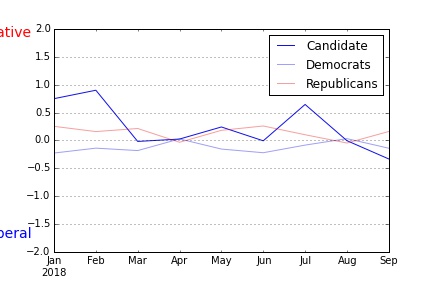 ative
2.0
1.5
1.0
0.5
0.0
−0.5
−1.0
−1.5
−2.0
beral
Candidate
Democrats
Republicans
Jan Feb Mar Apr May Jun Jul Aug Sep
2018